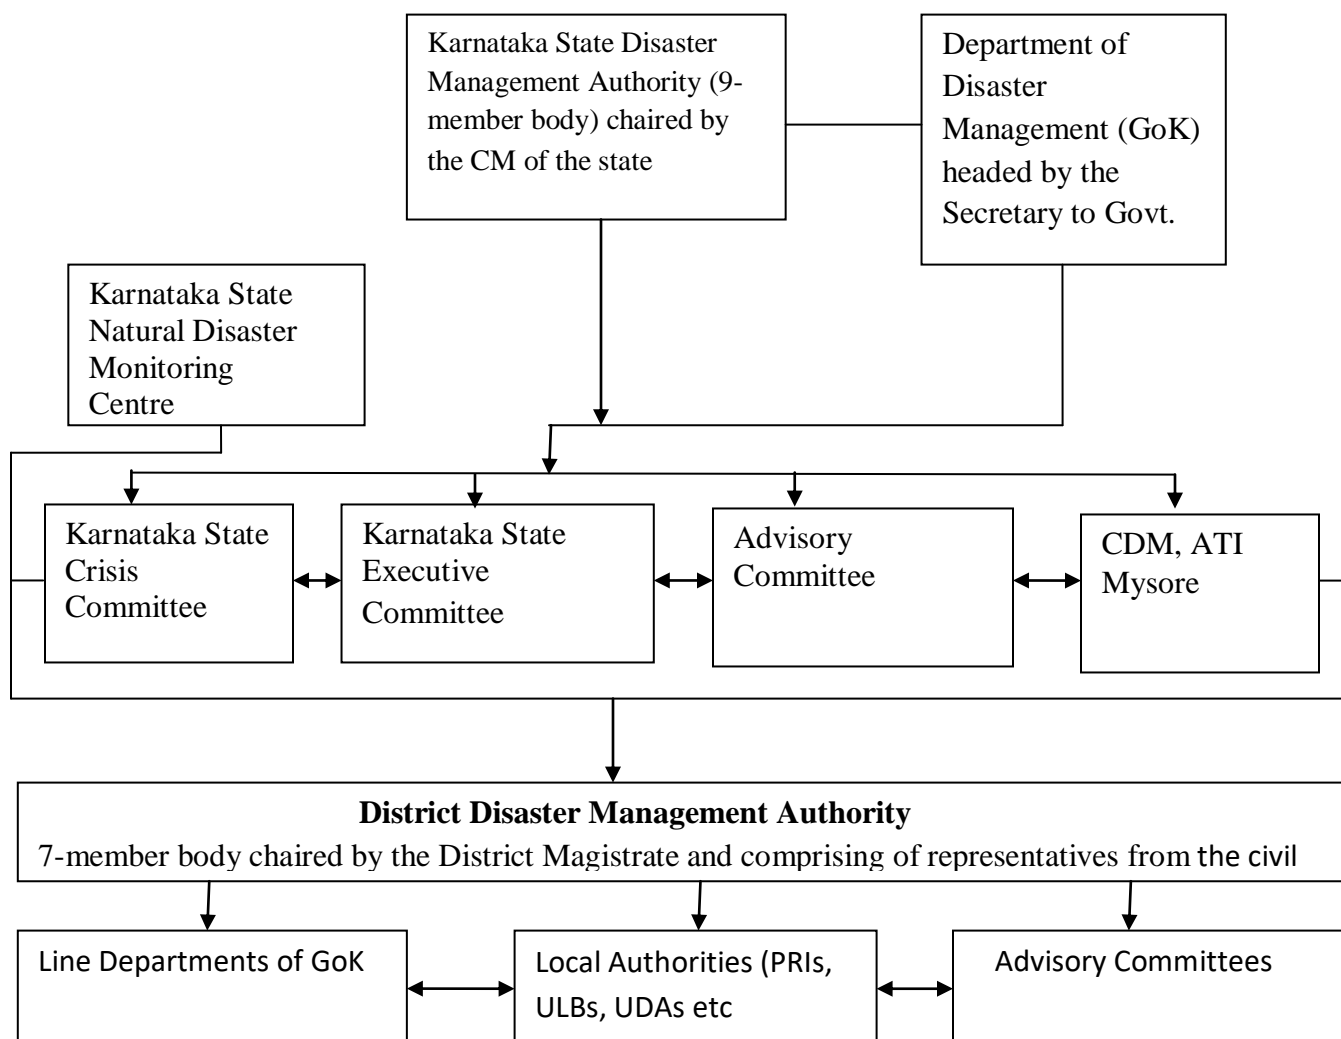 Karnataka State Disaster
Management Authority (9-
member body) chaired by
the CM of the state
Department of
Disaster
Management (GoK)
headed by the
Secretary to Govt.
Karnataka State
Natural Disaster
Monitoring
Centre
Karnataka State
Crisis
Committee
Karnataka State
Executive
Committee
Advisory
Committee
CDM, ATI
Mysore
District Disaster Management Authority
7-member body chaired by the District Magistrate and comprising of representatives from the civil
Line Departments of GoK
Local Authorities (PRIs,
ULBs, UDAs etc
Advisory Committees